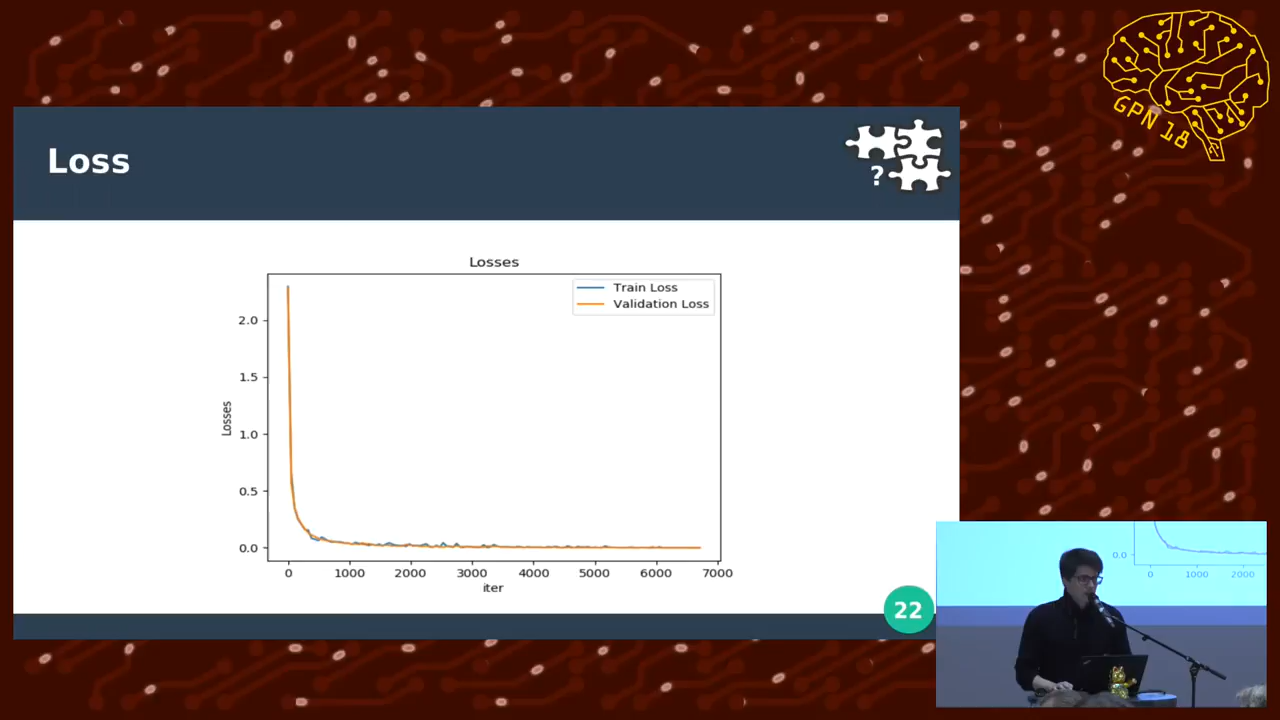 GPN 18
Loss
?
Losses
Train Loss
Validation Loss
2.0
1.5
1.0
0.5
0.0
Losses
0 1000 2000 3000 4000 5000 6000 7000
iter
22
0.0
0 1000 2000